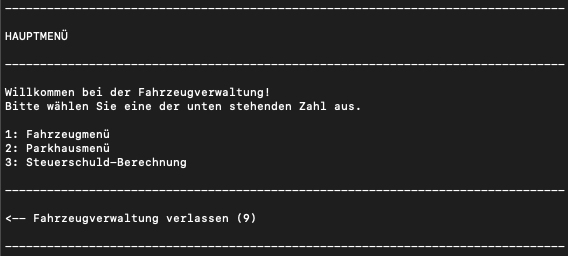 --------------------------------------------------------------------------------
HAUPTMENÜ
--------------------------------------------------------------------------------
Willkommen bei der Fahrzeugverwaltung!
Bitte wählen Sie eine der unten stehenden Zahl aus.
1: Fahrzeugmenü
2: Parkhausmenü
3: Steuerschuld-Berechnung
--------------------------------------------------------------------------------
<-- Fahrzeugverwaltung verlassen (9)
--------------------------------------------------------------------------------